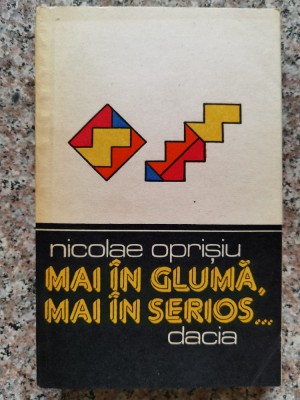 nicolae oprișiu
MAI ÎN GLUMĂ,
MAI ÎN SERIOS...
dacia